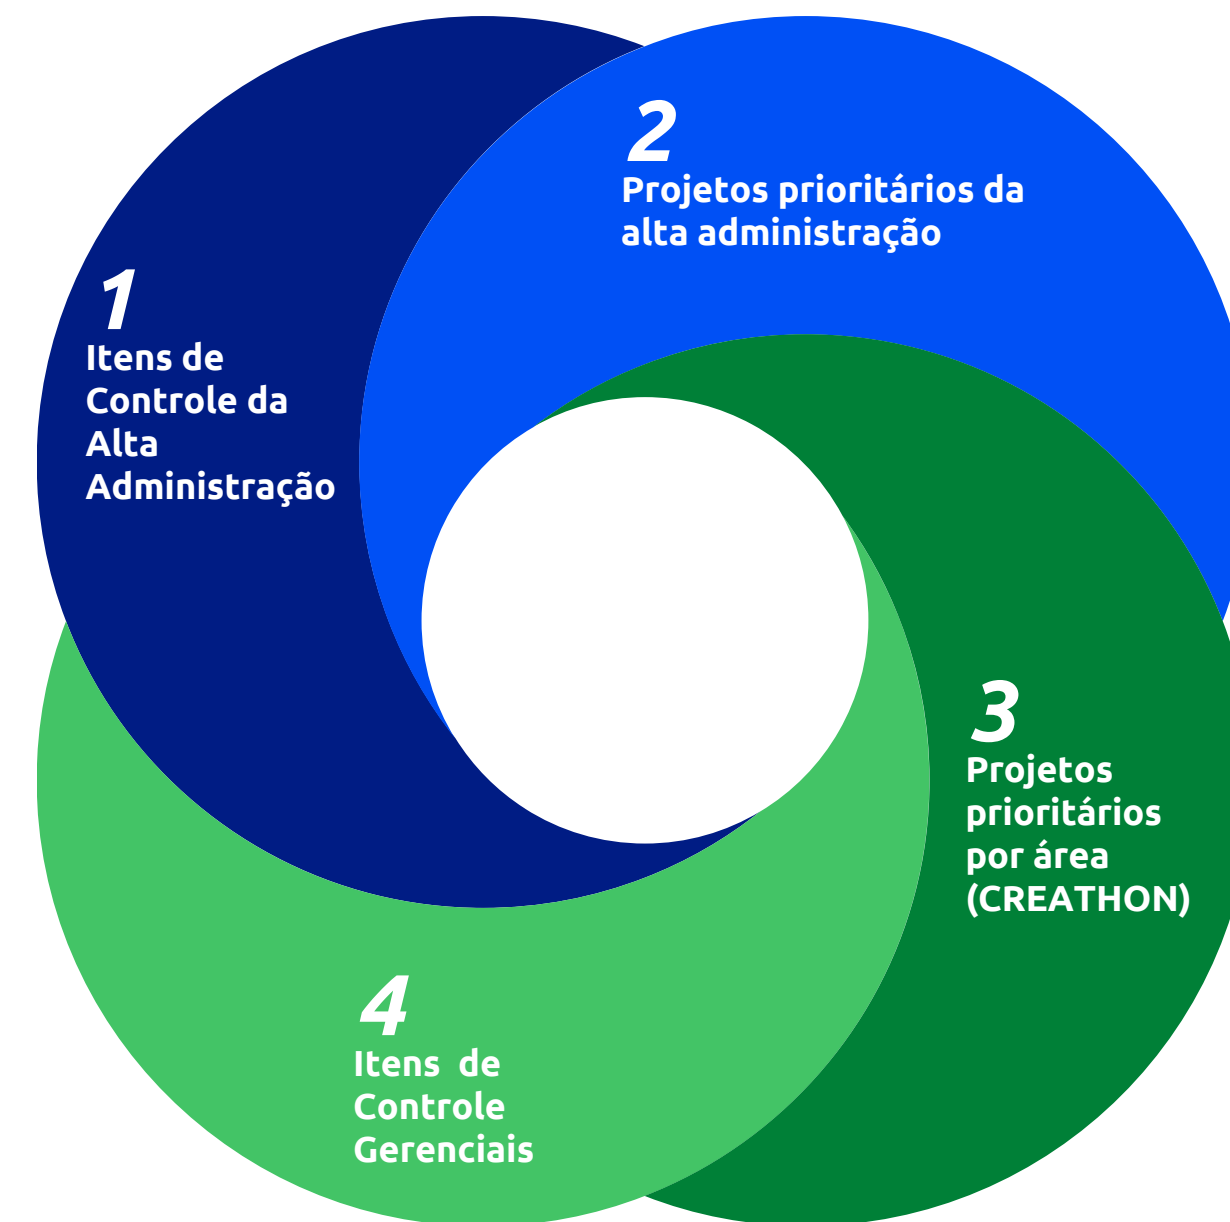 1
Itens de
Controle da
Alta
Administração
2
Projetos prioritários da
alta administração
3
Projetos
prioritários
por área
(CREATHON)
4
Itens  de
Controle
Gerenciais